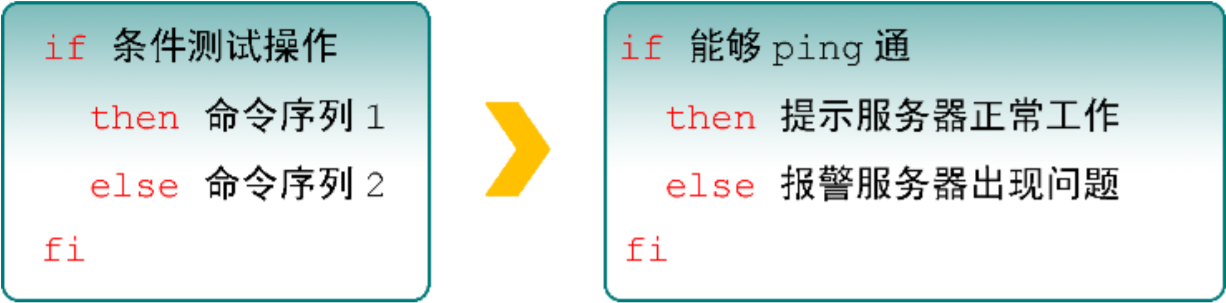 if 条件测试操作
then 命令序列 1
else 命令序列 2
fi
if 能够 ping 通
then 提示服务器正常工作
else 报警服务器出现问题
fi